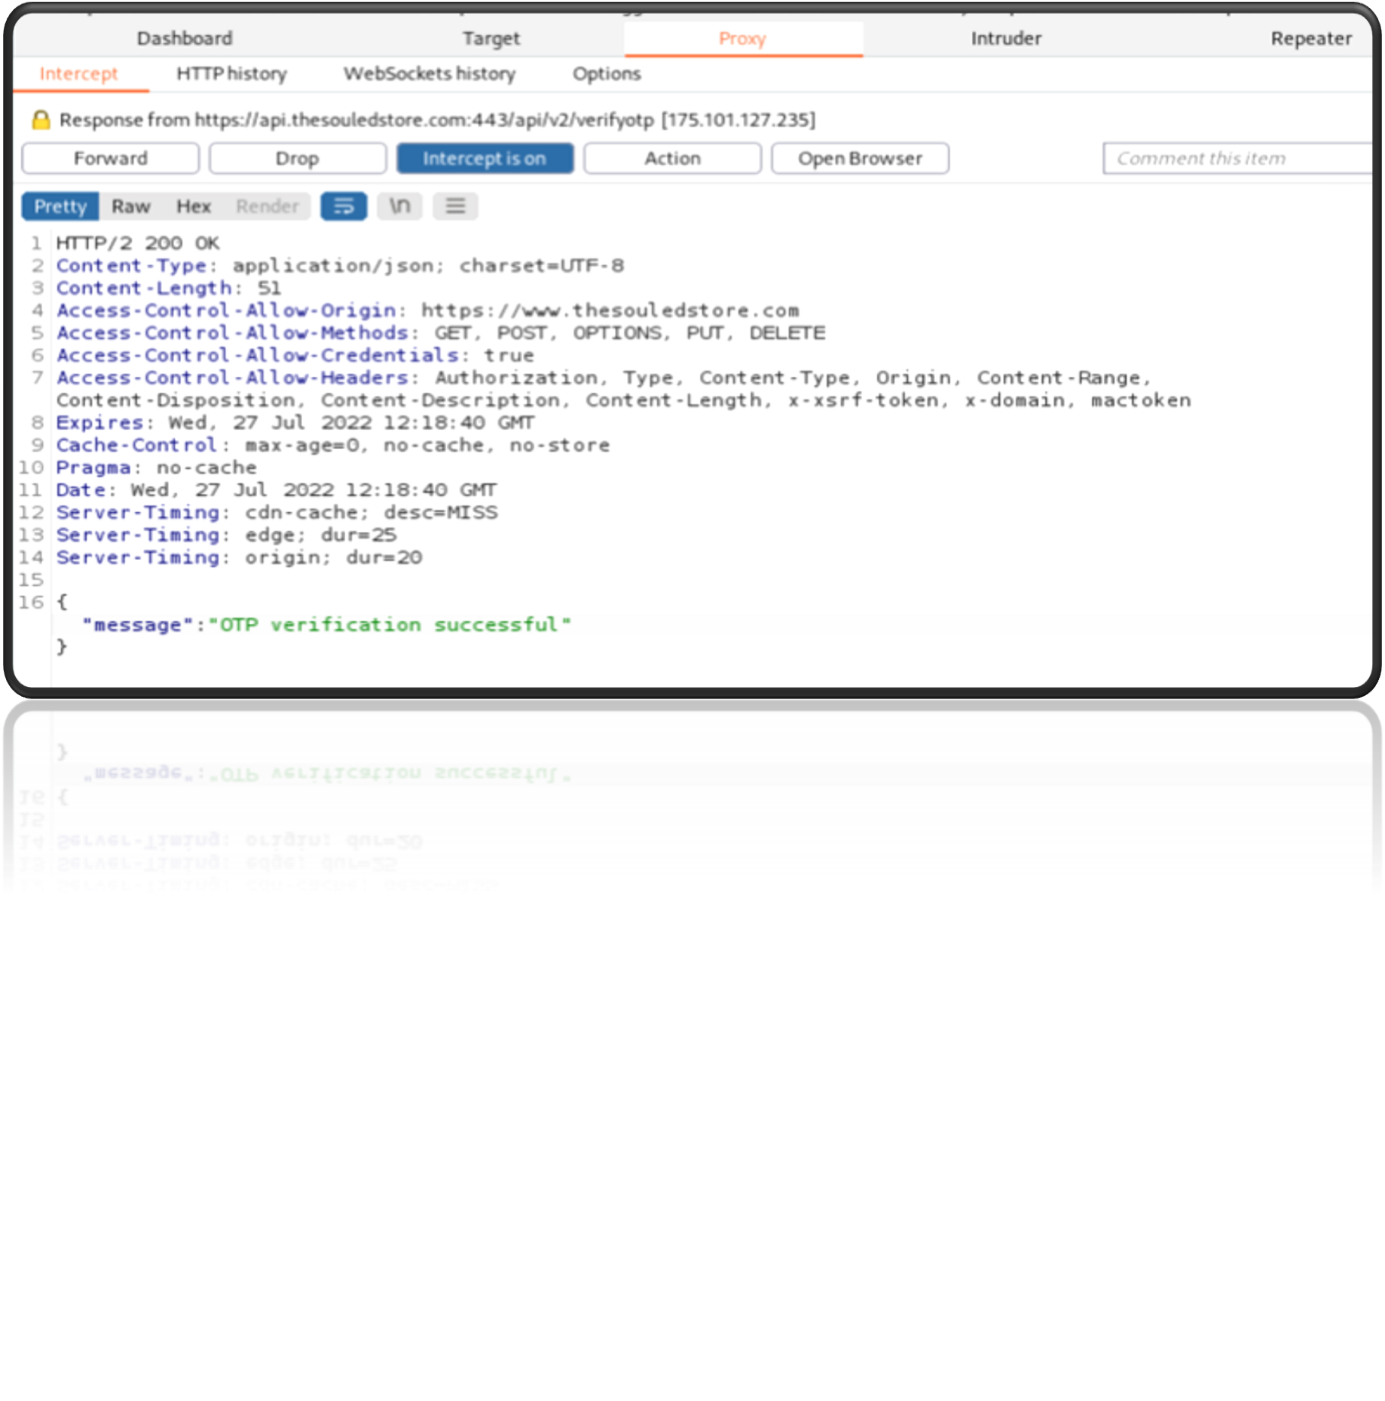 Dashboard Target Proxy Intruder Repeater
Intercept HTTP history WebSockets history Options
Response from https://api.thesouledstore.com:443/api/v2/verifyotp [175.101.127.235]
Forward Drop Intercept is on Action Open Browser Comment this item
Pretty Raw Hex Render \n
1 HTTP/2 200 OK
2 Content-Type: application/json; charset=UTF-8
3 Content-Length: 51
4 Access-Control-Allow-Origin: https://www.thesouledstore.com
5 Access-Control-Allow-Methods: GET, POST, OPTIONS, PUT, DELETE
6 Access-Control-Allow-Credentials: true
7 Access-Control-Allow-Headers: Authorization, Type, Content-Type, Origin, Content-Range,
Content-Disposition, Content-Description, Content-Length, x-xsrf-token, x-domain, mactoken
8 Expires: Wed, 27 Jul 2022 12:18:40 GMT
9 Cache-Control: max-age=0, no-cache, no-store
10 Pragma: no-cache
11 Date: Wed, 27 Jul 2022 12:18:40 GMT
12 Server-Timing: cdn-cache; desc=MISS
13 Server-Timing: edge; dur=25
14 Server-Timing: origin; dur=20
15
16 {
"message":"OTP verification successful"
}